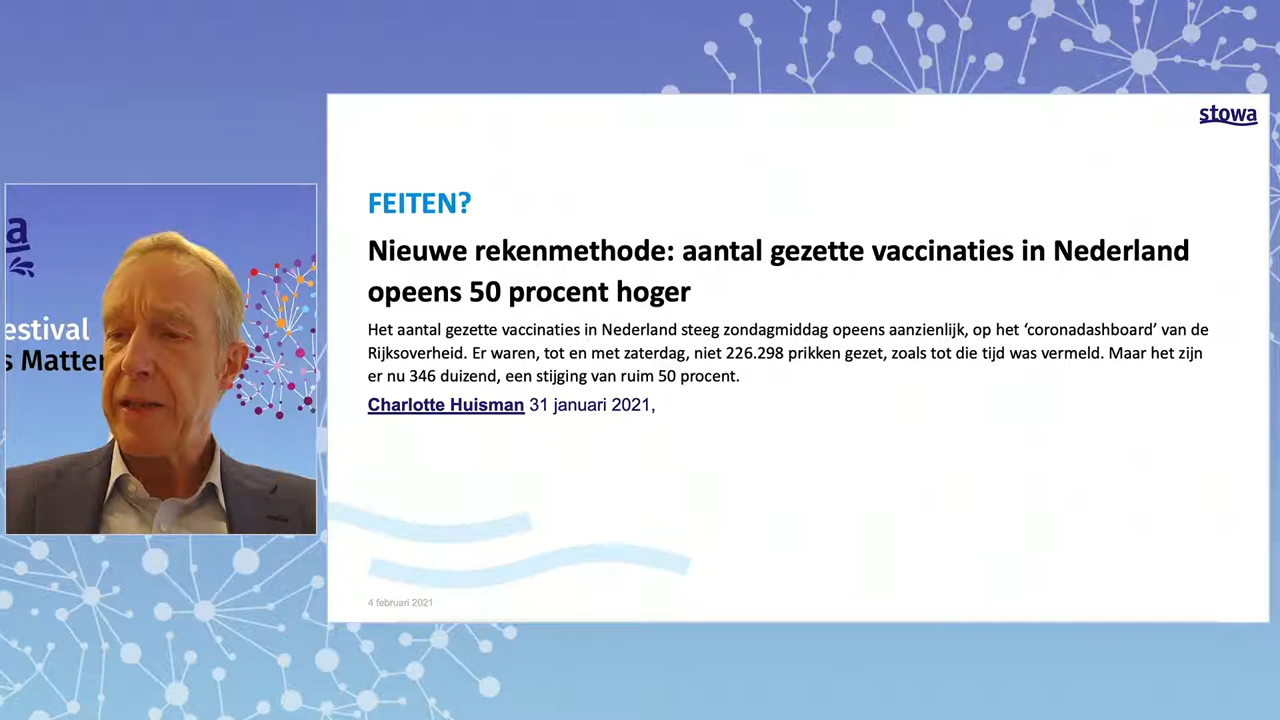 stowa
FEITEN?
Nieuwe rekenmethode: aantal gezette vaccinaties in Nederland
opeens 50 procent hoger
Het aantal gezette vaccinaties in Nederland steeg zondagmiddag opeens aanzienlijk, op het ‘coronadashboard’ van de
Rijksoverheid. Er waren, tot en met zaterdag, niet 226.298 prikken gezet, zoals tot die tijd was vermeld. Maar het zijn
er nu 346 duizend, een stijging van ruim 50 procent.
Charlotte Huisman 31 januari 2021,
4 februari 2021
a
estival
s Matter